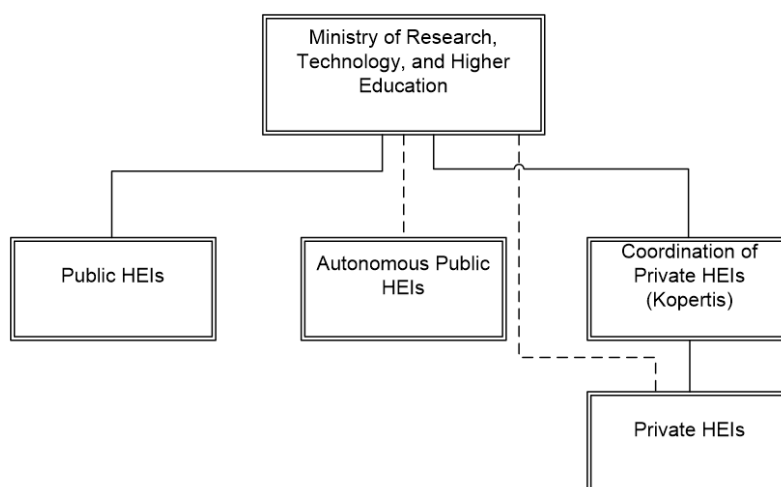 Ministry of Research,
Technology, and Higher
Education
Public HEIs
Autonomous Public
HEIs
Coordination of
Private HEIs
(Kopertis)
Private HEIs